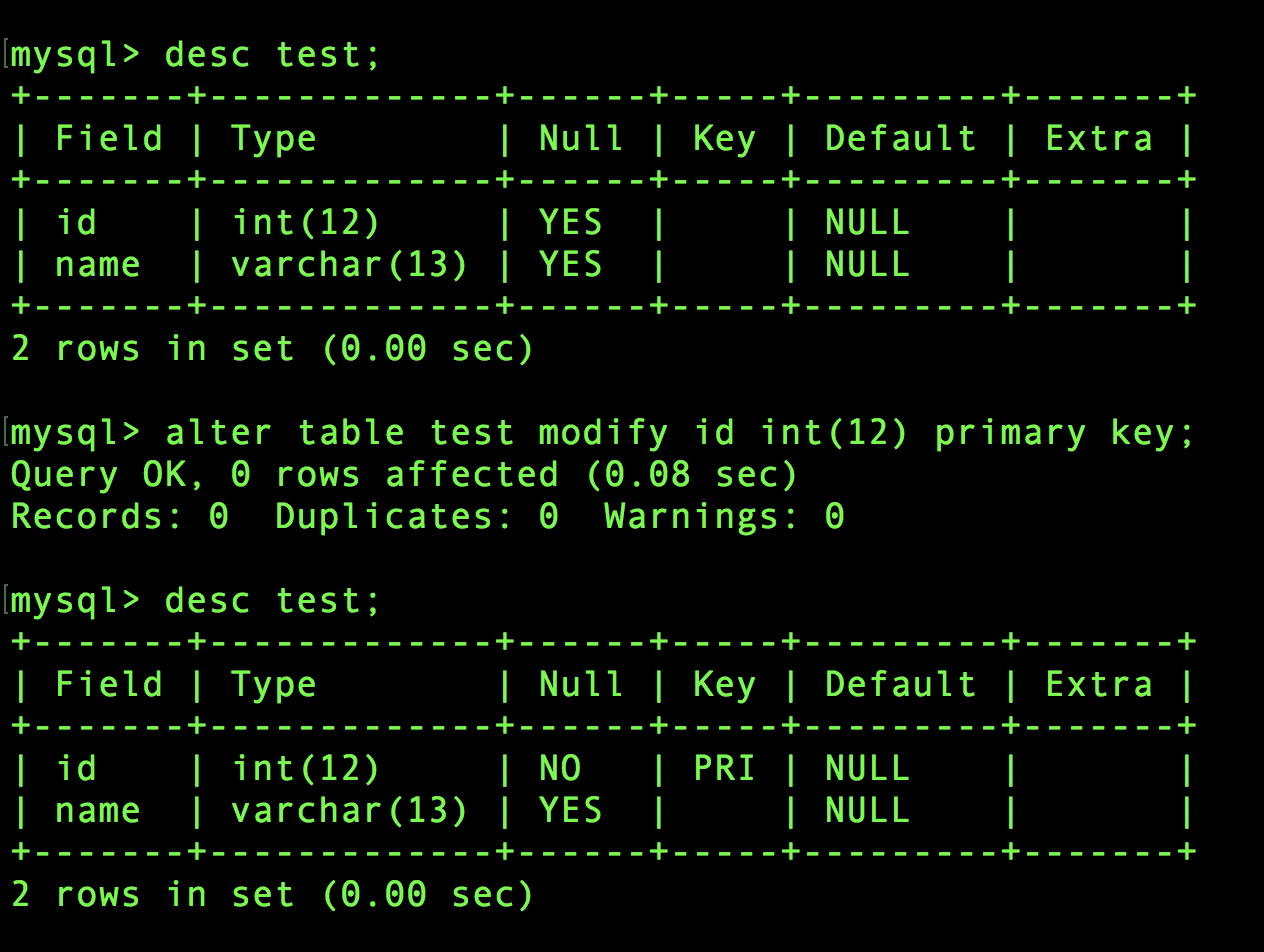 mysql> desc test;
+-------+-------------+------+-----+---------+-------+
| Field | Type        | Null | Key | Default | Extra |
+-------+-------------+------+-----+---------+-------+
| id    | int(12)     | YES  |     | NULL    |       |
| name  | varchar(13) | YES  |     | NULL    |       |
+-------+-------------+------+-----+---------+-------+
2 rows in set (0.00 sec)
mysql> alter table test modify id int(12) primary key;
Query OK, 0 rows affected (0.08 sec)
Records: 0  Duplicates: 0  Warnings: 0
mysql> desc test;
+-------+-------------+------+-----+---------+-------+
| Field | Type        | Null | Key | Default | Extra |
+-------+-------------+------+-----+---------+-------+
| id    | int(12)     | NO   | PRI | NULL    |       |
| name  | varchar(13) | YES  |     | NULL    |       |
+-------+-------------+------+-----+---------+-------+
2 rows in set (0.00 sec)